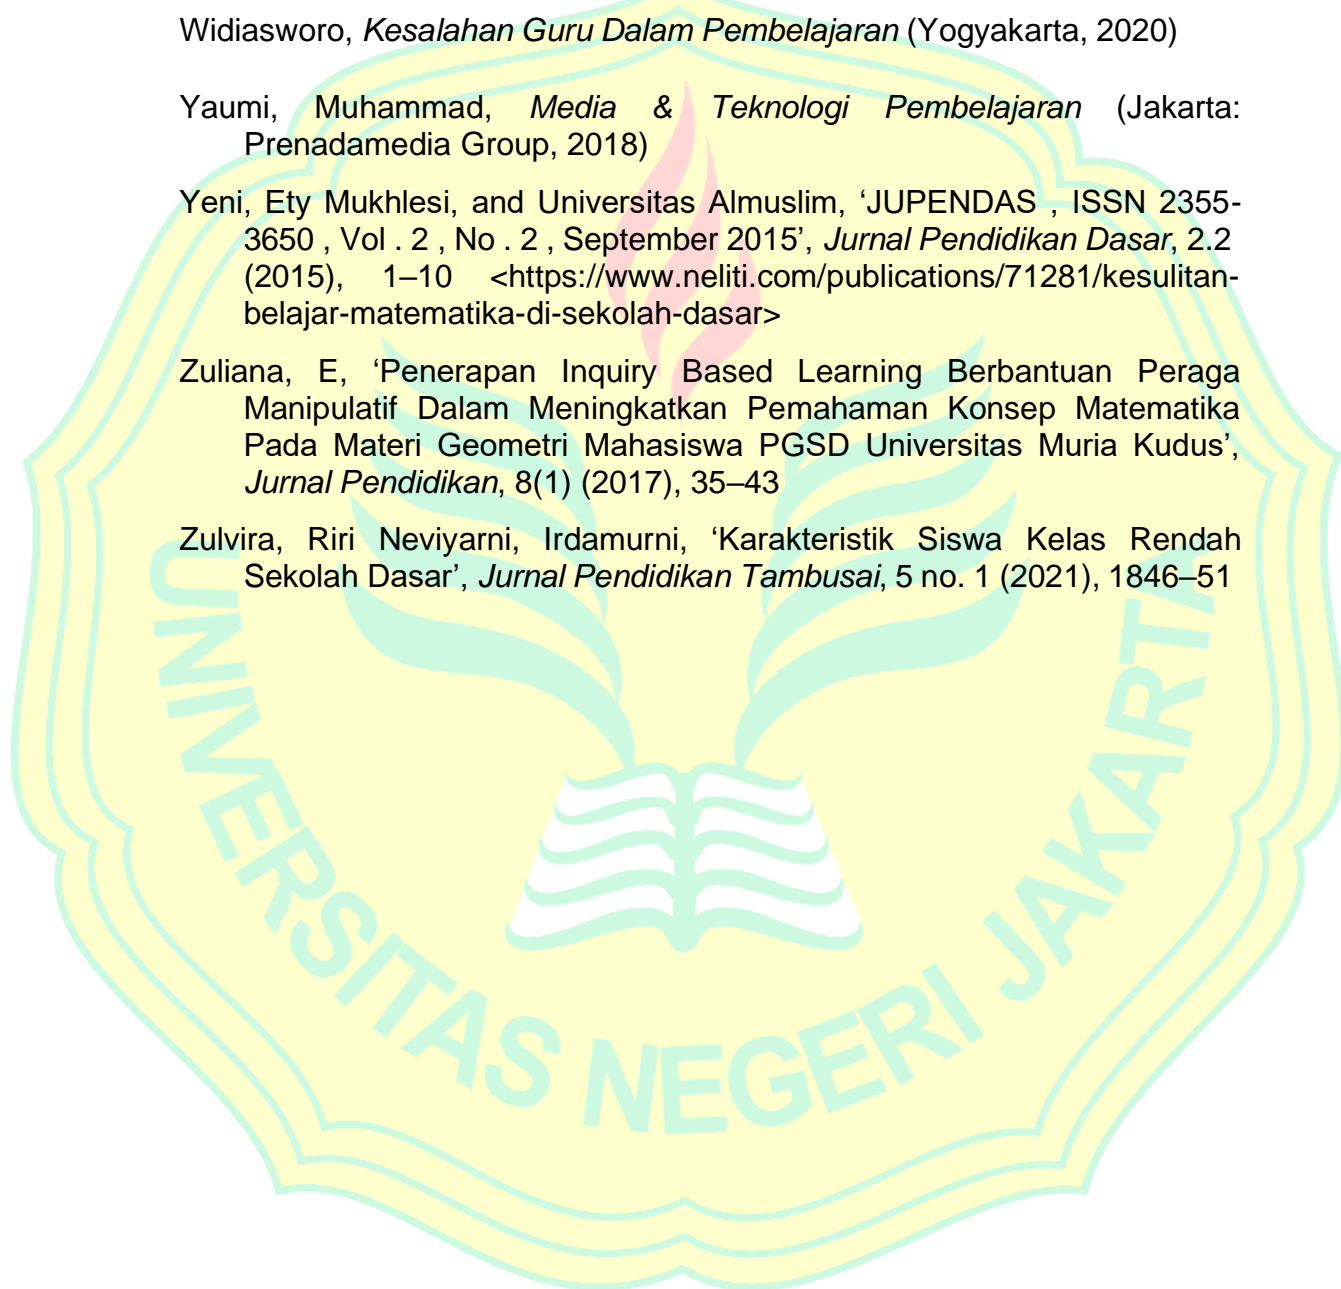 Widiasworo, Kesalahan Guru Dalam Pembelajaran (Yogyakarta, 2020)
Yaumi, Muhammad, Media & Teknologi Pembelajaran (Jakarta:
Prenadamedia Group, 2018)
Yeni, Ety Mukhlesi, and Universitas Almuslim, ‘JUPENDAS , ISSN 2355-
3650 , Vol . 2 , No . 2 , September 2015’, Jurnal Pendidikan Dasar, 2.2
(2015), 1–10 <https://www.neliti.com/publications/71281/kesulitan-
belajar-matematika-di-sekolah-dasar>
Zuliana, E, ‘Penerapan Inquiry Based Learning Berbantuan Peraga
Manipulatif Dalam Meningkatkan Pemahaman Konsep Matematika
Pada Materi Geometri Mahasiswa PGSD Universitas Muria Kudus’,
Jurnal Pendidikan, 8(1) (2017), 35–43
Zulvira, Riri Neviyarni, Irdamurni, ‘Karakteristik Siswa Kelas Rendah
Sekolah Dasar’, Jurnal Pendidikan Tambusai, 5 no. 1 (2021), 1846–51
UNIVERSITAS NEGERI JAKARTA